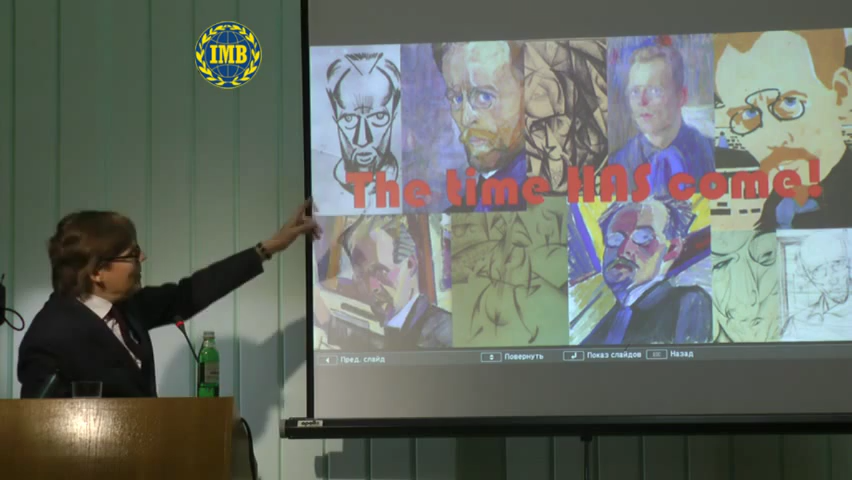 IMB
The time HAS come!
Пред. слайд
Повернуть
Показ слайдов
Назад